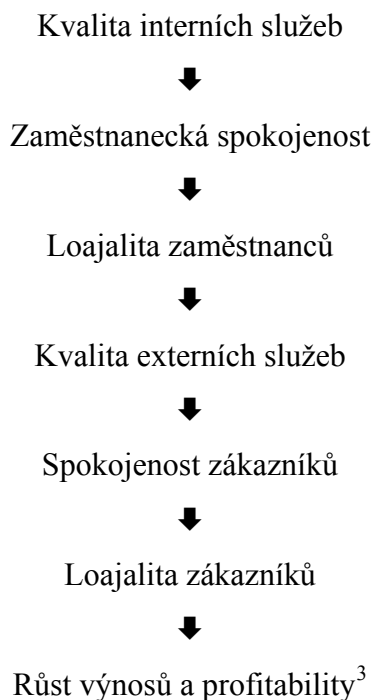 Kvalita interních služeb
Zaměstnanecká spokojenost
Loajalita zaměstnanců
Kvalita externích služeb
Spokojenost zákazníků
Loajalita zákazníků
Růst výnosů a profitability³